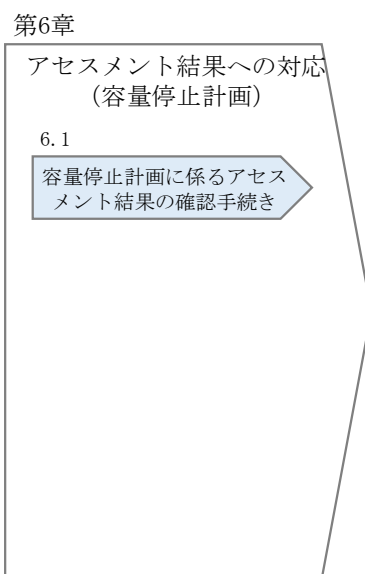 第6章
アセスメント結果への対応
（容量停止計画）
6.1
容量停止計画に係るアセス
メント結果の確認手続き